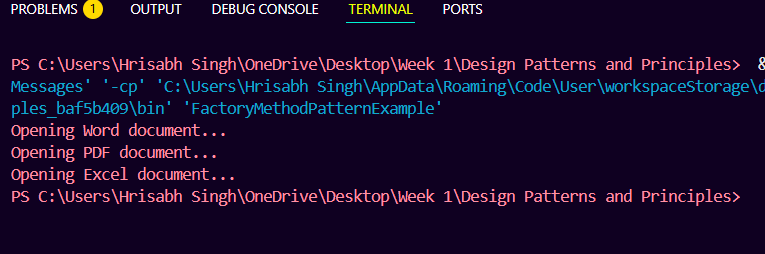 PROBLEMS 1 OUTPUT DEBUG CONSOLE TERMINAL PORTS
PS C:\Users\Hrisabh Singh\OneDrive\Desktop\Week 1\Design Patterns and Principles>  &
Messages' '-cp' 'C:\Users\Hrisabh Singh\AppData\Roaming\Code\User\workspaceStorage\d
ples_baf5b409\bin' 'FactoryMethodPatternExample'
Opening Word document...
Opening PDF document...
Opening Excel document...
PS C:\Users\Hrisabh Singh\OneDrive\Desktop\Week 1\Design Patterns and Principles>